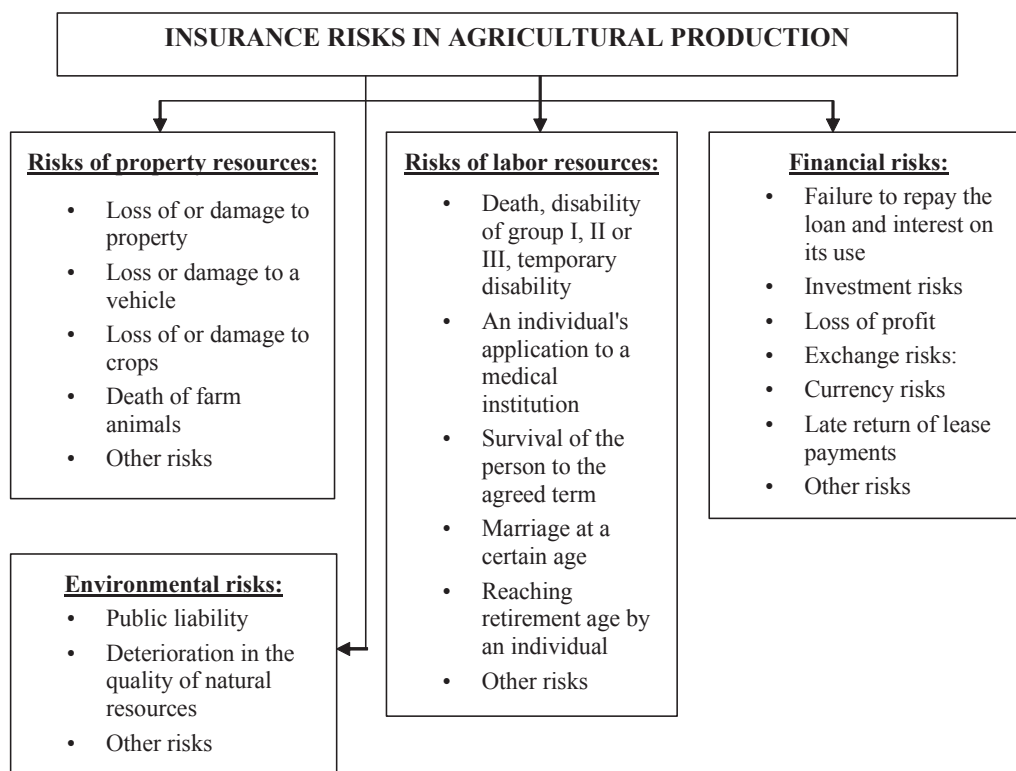 INSURANCE RISKS IN AGRICULTURAL PRODUCTION
Risks of property resources:
• Loss of or damage to
property
• Loss or damage to a
vehicle
• Loss of or damage to
crops
• Death of farm
animals
• Other risks
Risks of labor resources:
• Death, disability
of group I, II or
III, temporary
disability
• An individual's
application to a
medical
institution
• Survival of the
person to the
agreed term
• Marriage at a
certain age
• Reaching
retirement age by
an individual
• Other risks
Financial risks:
• Failure to repay the
loan and interest on
its use
• Investment risks
• Loss of profit
• Exchange risks:
• Currency risks
• Late return of lease
payments
• Other risks
Environmental risks:
• Public liability
• Deterioration in the
quality of natural
resources
• Other risks